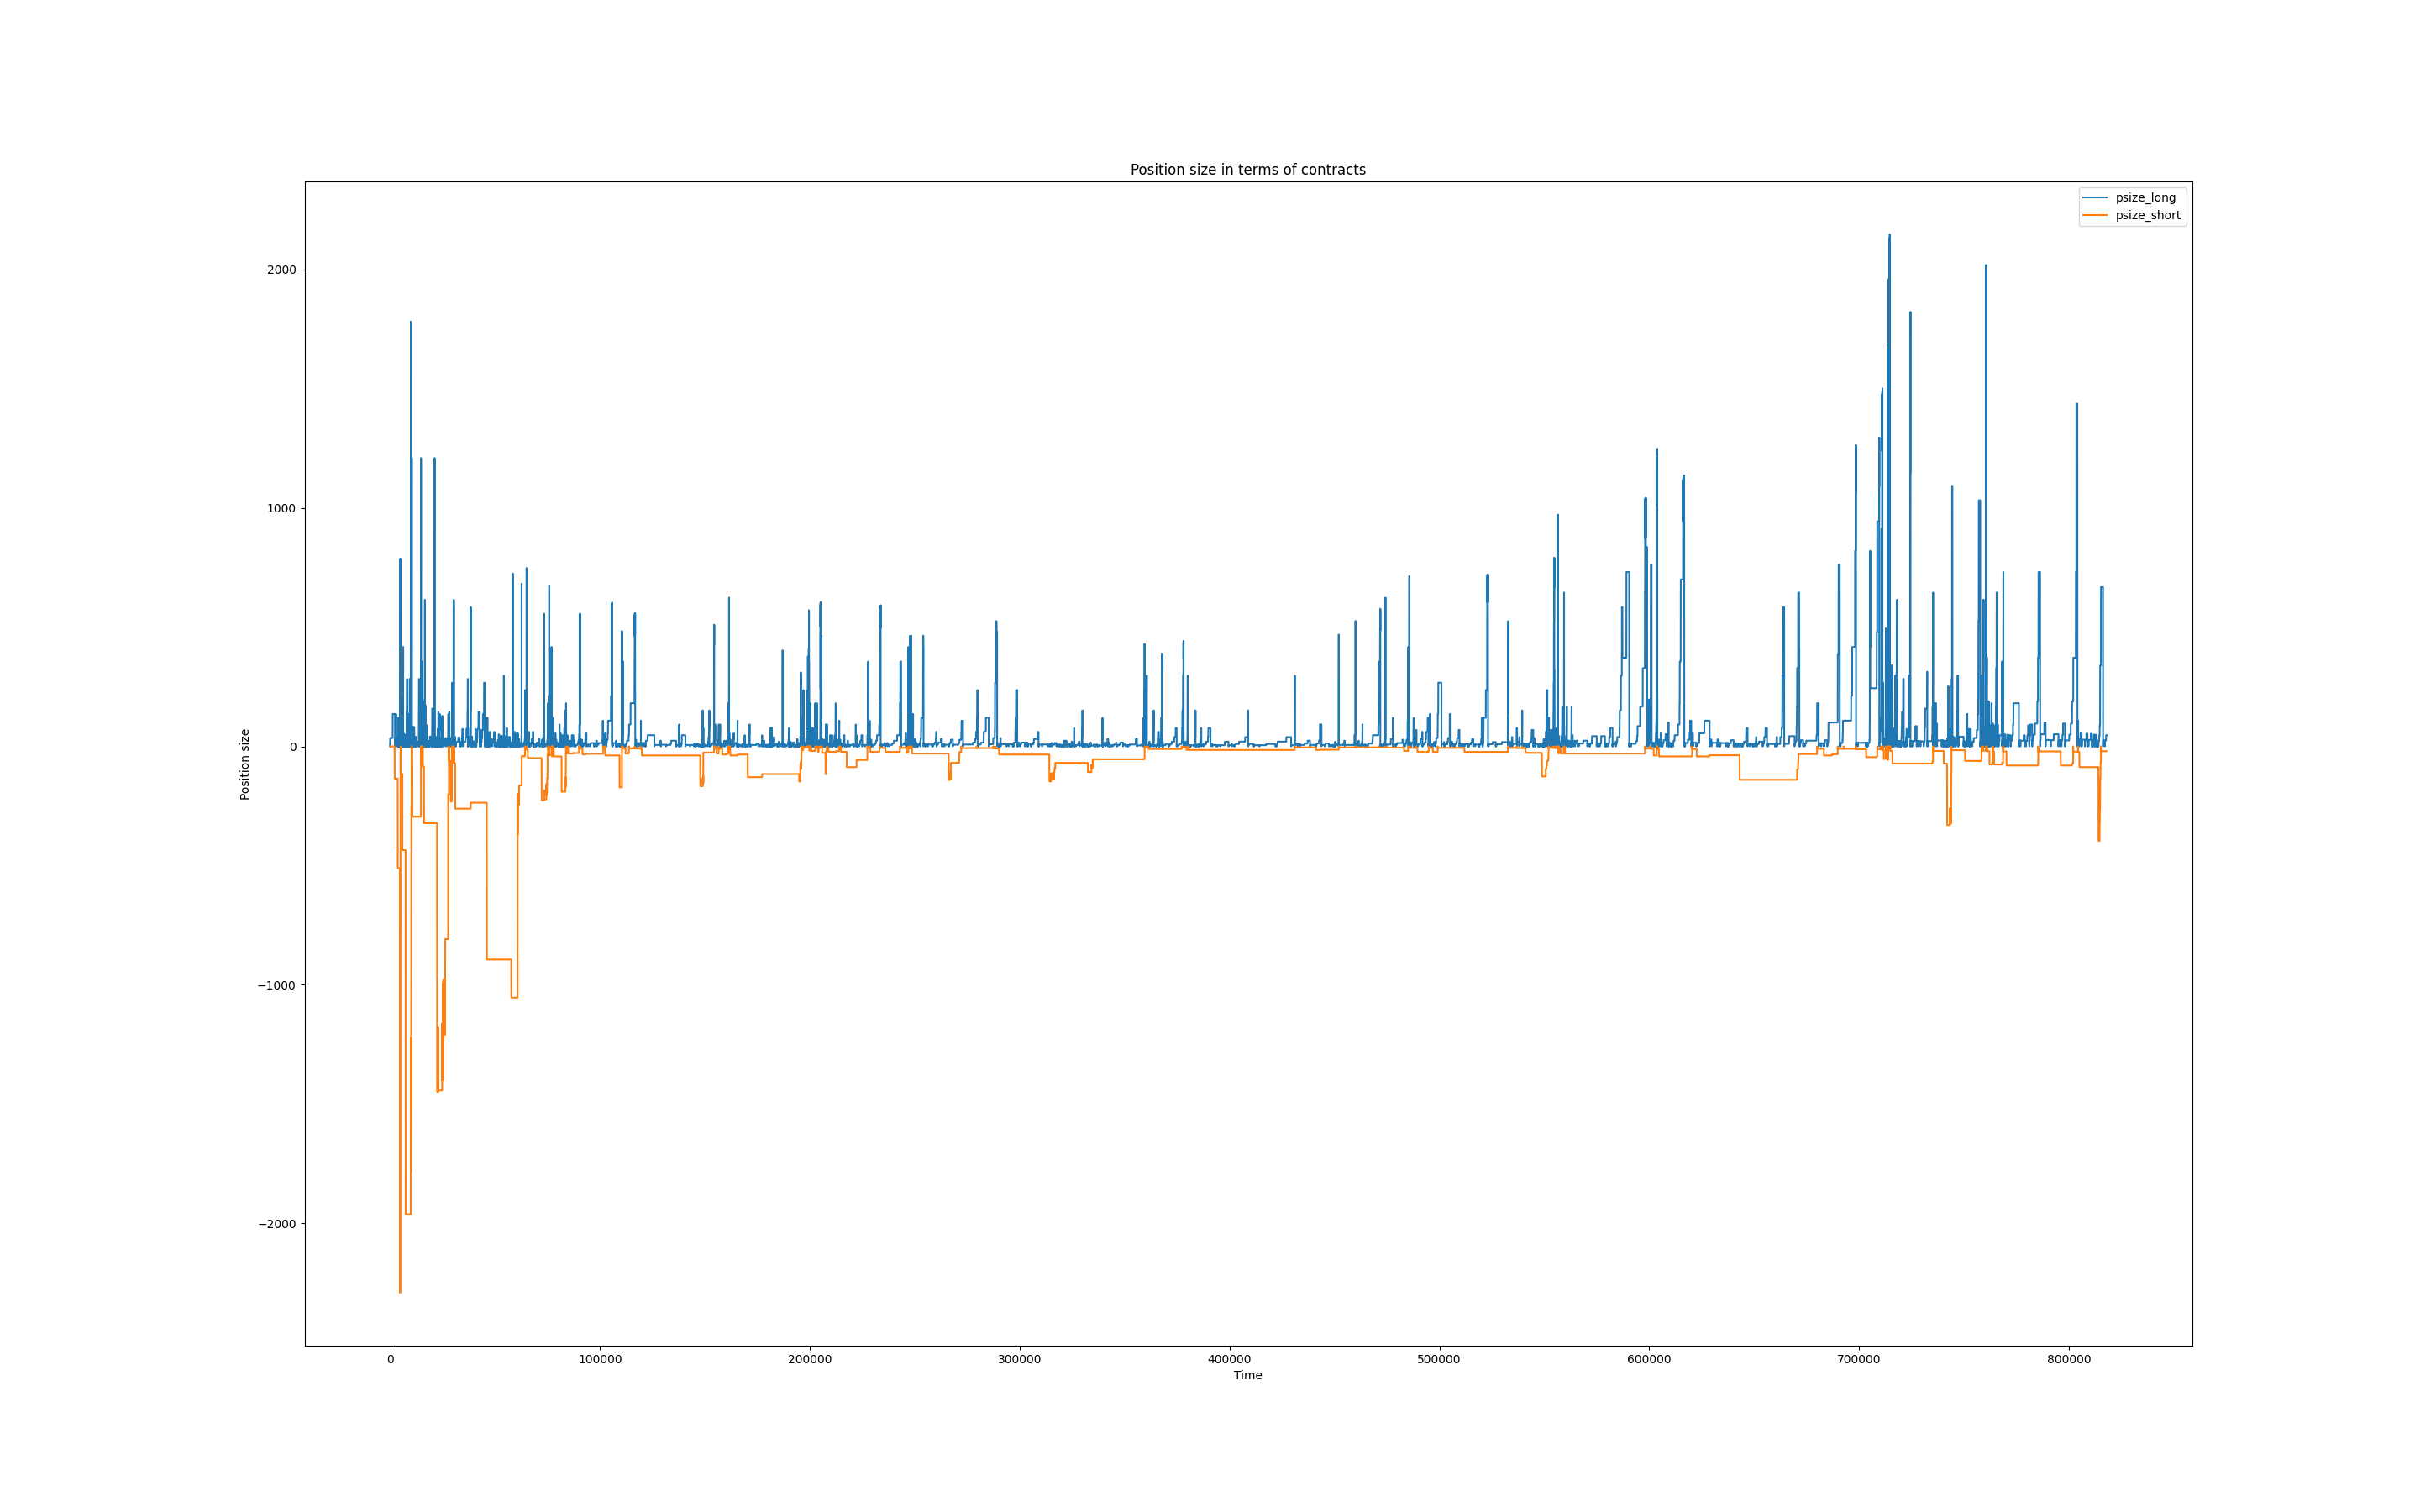 Position size in terms of contracts
psize_long
psize_short
2000
1000
0
−1000
−2000
Position size
0
100000
200000
300000
400000
500000
600000
700000
800000
Time